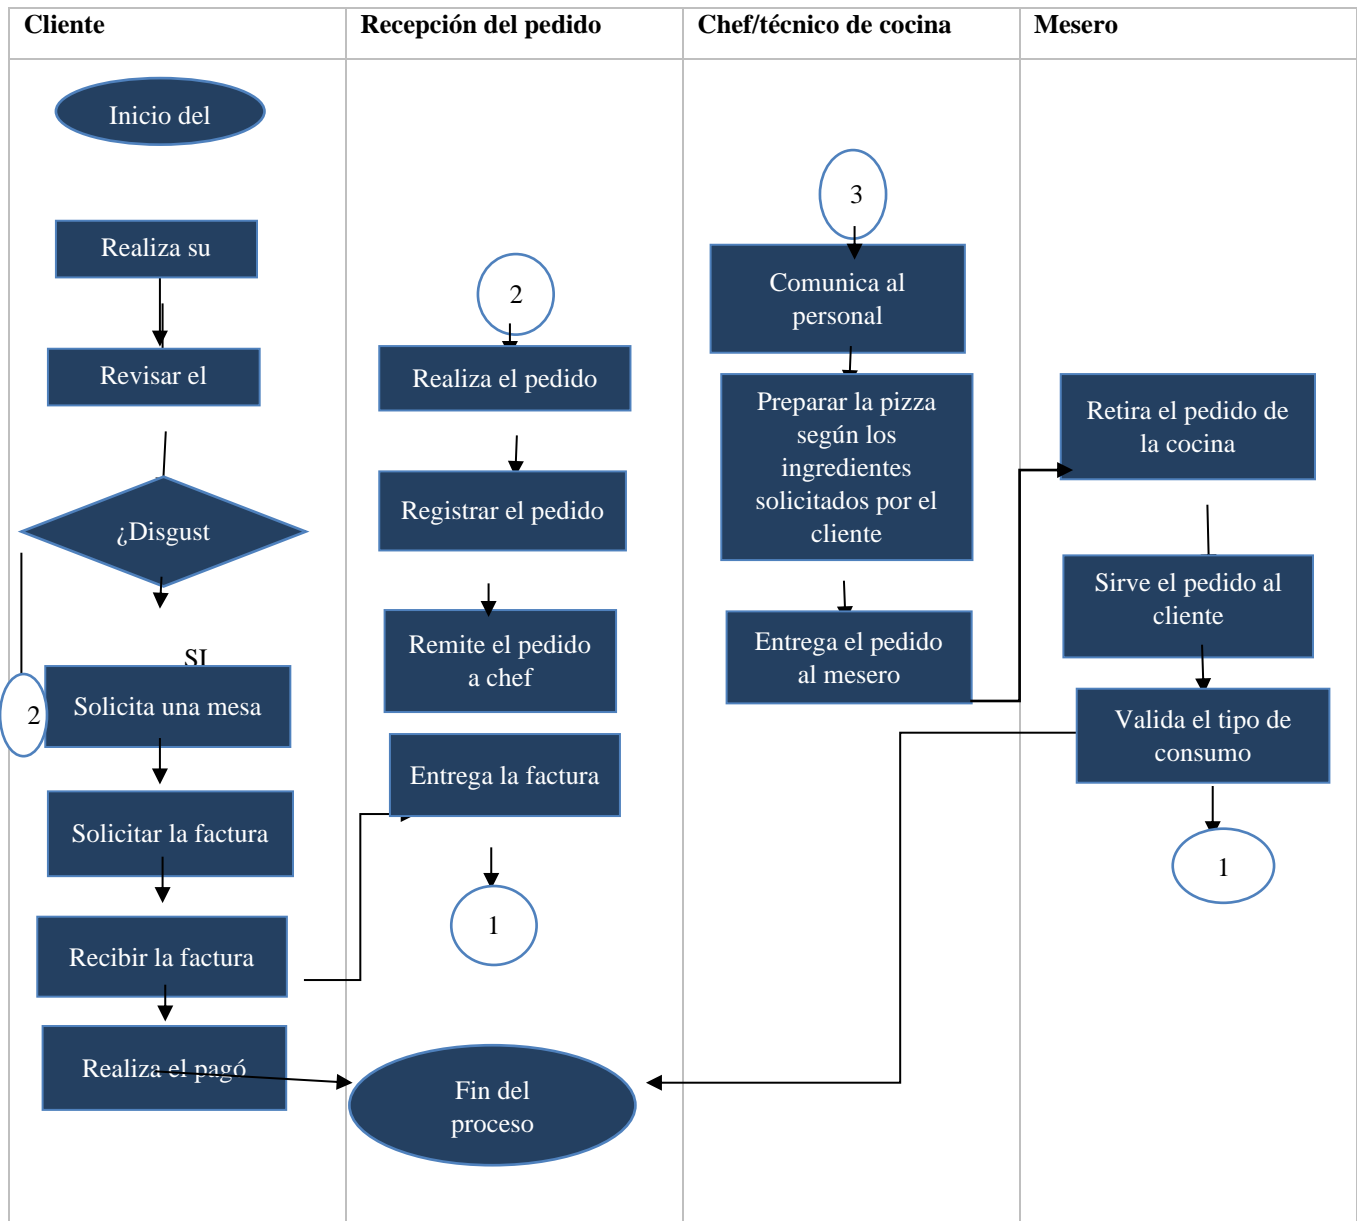 Cliente
Recepción del pedido
Chef/técnico de cocina
Mesero
Inicio del
Realiza su
Revisar el
¿Disgust
SI
2
Solicita una mesa
Solicitar la factura
Recibir la factura
Realiza el pagó
2
Realiza el pedido
Registrar el pedido
Remite el pedido
a chef
Entrega la factura
1
Fin del
proceso
3
Comunica al
personal
Preparar la pizza
según los
ingredientes
solicitados por el
cliente
Entrega el pedido
al mesero
Retira el pedido de
la cocina
Sirve el pedido al
cliente
Valida el tipo de
consumo
1